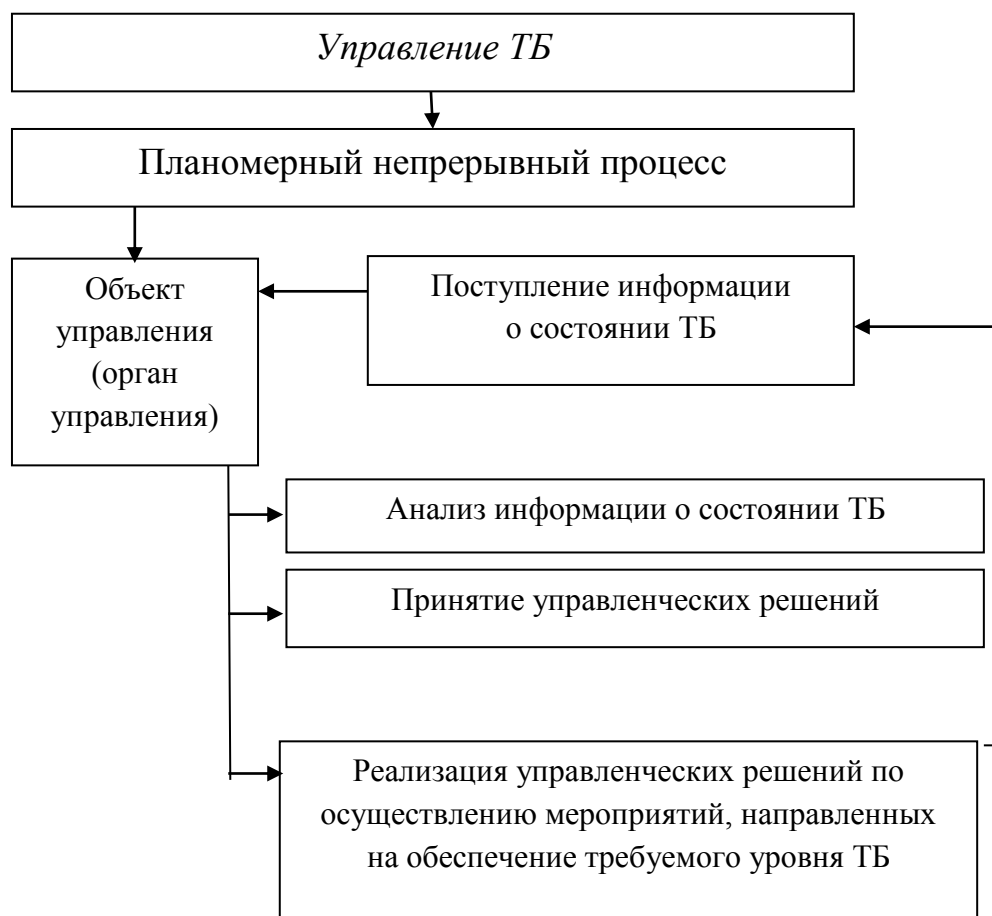 Управление ТБ
Планомерный непрерывный процесс
Объект
управления
(орган
управления)
Поступление информации
о состоянии ТБ
Анализ информации о состоянии ТБ
Принятие управленческих решений
Реализация управленческих решений по
осуществлению мероприятий, направленных
на обеспечение требуемого уровня ТБ